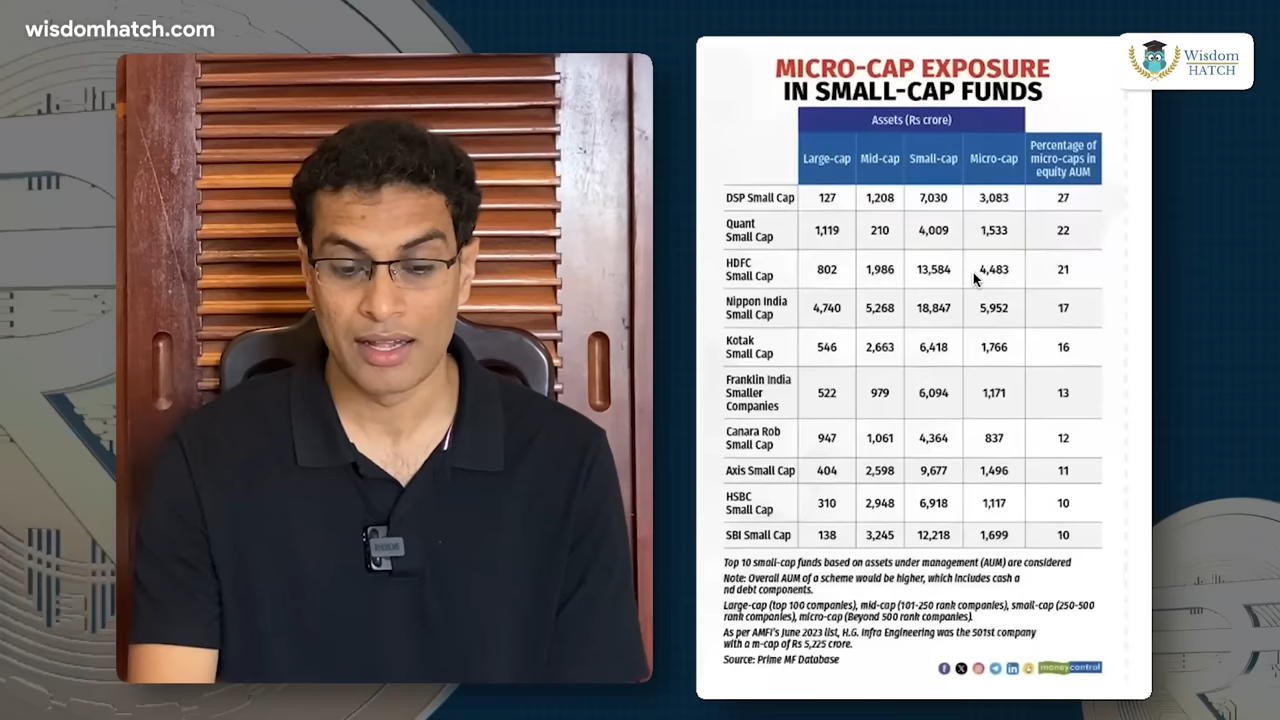 wisdomhatch.com
Wisdom
HATCH
MICRO-CAP EXPOSURE
IN SMALL-CAP FUNDS
Assets (Rs crore)
Large-cap Mid-cap Small-cap Micro-cap Percentage of micro-caps in equity AUM
DSP Small Cap 127 1,208 7,030 3,083 27
Quant Small Cap 1,119 210 4,009 1,533 22
HDFC Small Cap 802 1,986 13,584 4,483 21
Nippon India Small Cap 4,740 5,268 18,847 5,952 17
Kotak Small Cap 546 2,663 6,418 1,766 16
Franklin India Smaller Companies 522 979 6,094 1,171 13
Canara Rob Small Cap 947 1,061 4,364 837 12
Axis Small Cap 404 2,598 9,677 1,496 11
HSBC Small Cap 310 2,948 6,918 1,117 10
SBI Small Cap 138 3,245 12,218 1,699 10
Top 10 small-cap funds based on assets under management (AUM) are considered
Note: Overall AUM of a scheme would be higher, which includes cash a
nd debt components.
Large-cap (top 100 companies), mid-cap (101-250 rank companies), small-cap (250-500
rank companies), micro-cap (Beyond 500 rank companies).
As per AMFI's June 2023 list, H.G. Infra Engineering was the 501st company
with a m-cap of Rs 5,225 crore.
Source: Prime MF Database
moneycontrol